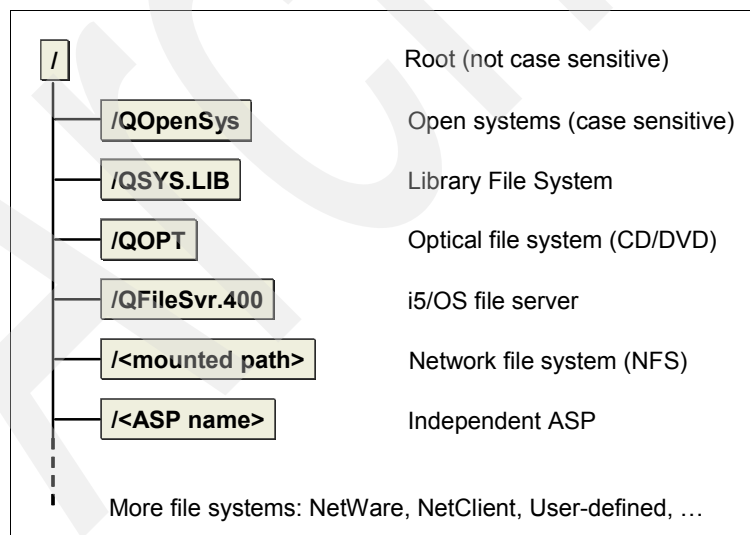 / Root (not case sensitive)
/QOpenSys Open systems (case sensitive)
/QSYS.LIB Library File System
/QOPT Optical file system (CD/DVD)
/QFileSvr.400 i5/OS file server
/<mounted path> Network file system (NFS)
/<ASP name> Independent ASP
More file systems: NetWare, NetClient, User-defined, …